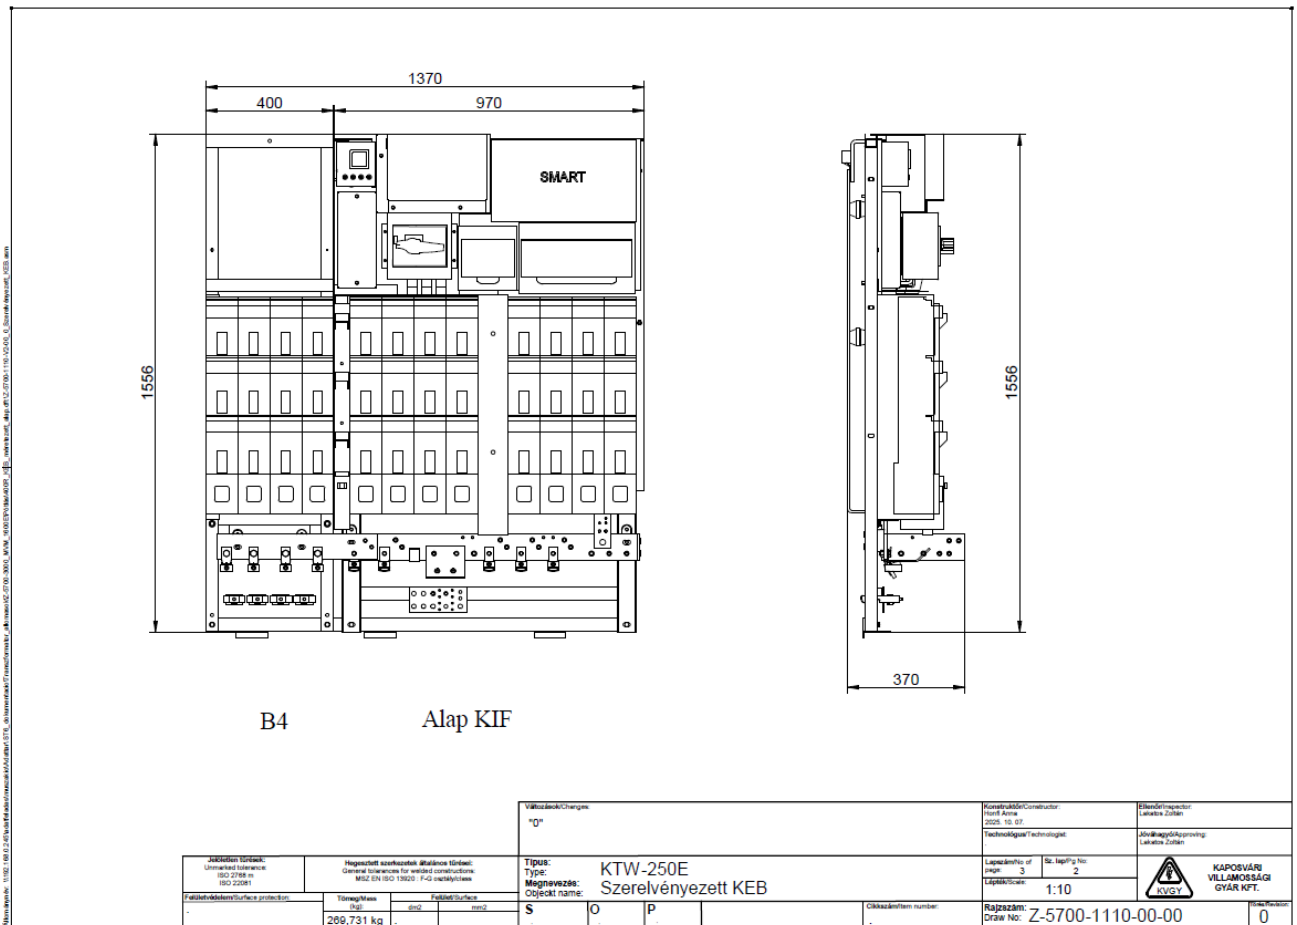 1370
400
970
SMART
1556
1556
370
B4
Alap KIF
Változások/Changes:
"0"
Konstruktőr/Constructor:
Honfi Anna
2025. 10. 07.
Ellenőr/Inspector:
Lakatos Zoltán
Technológus/Technologist:
Jóváhagyó/Approving:
Lakatos Zoltán
Jelöletlen tűrések:
Unmarked tolerance:
ISO 2768 m
ISO 22081
Hegesztett szerkezetek általános tűrései:
General tolerances for welded constructions:
MSZ EN ISO 13920 : F-G osztály/class
Típus:
Type:
KTW-250E
Megnevezés:
Objeckt name:
Szerelvényezett KEB
Lapszám/No of
page:
3
Sz. lap/Pg No:
2
Lépték/Scale:
1:10
KVGY
KAPOSVÁRI
VILLAMOSSÁGI
GYÁR KFT.
Felületvédelem/Surface protection:
Tömeg/Mass
(kg)
269,731 kg
Felület/Surface
dm2
mm2
S
O
P
Cikkszám/Item number:
Rajzszám:
Draw No:
Z-5700-1110-00-00
0